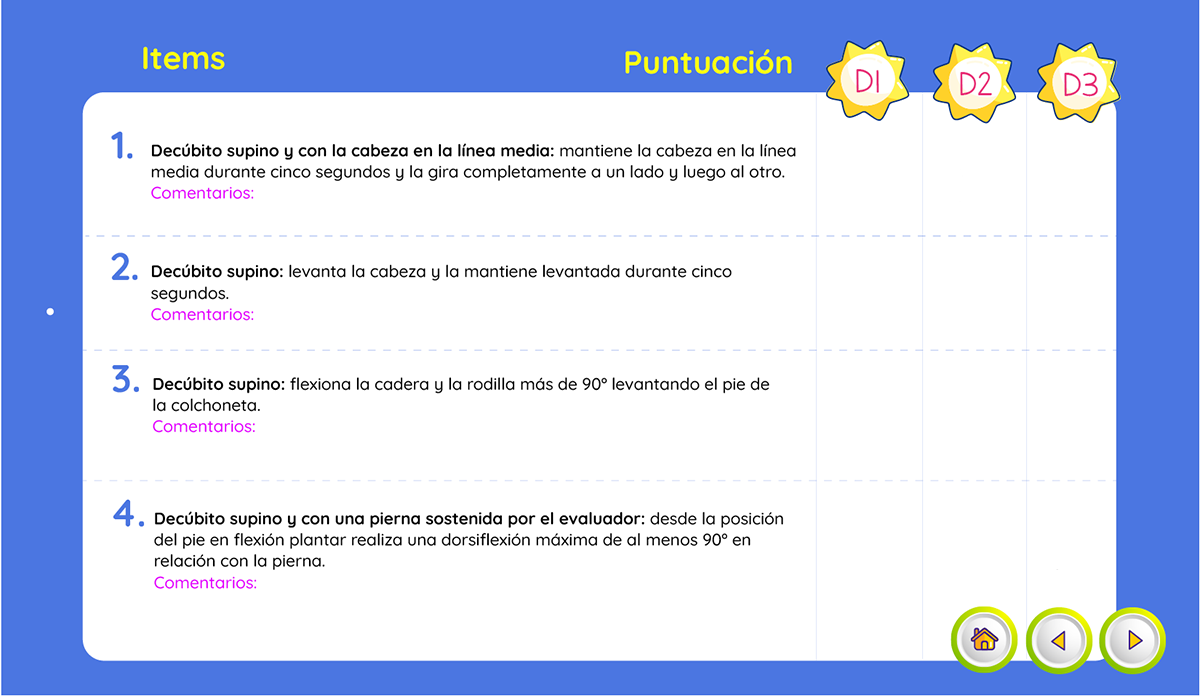 Items
Puntuación
D1
D2
D3
1.
Decúbito supino y con la cabeza en la línea media: mantiene la cabeza en la línea
media durante cinco segundos y la gira completamente a un lado y luego al otro.
Comentarios:
2.
Decúbito supino: levanta la cabeza y la mantiene levantada durante cinco
segundos.
Comentarios:
3.
Decúbito supino: flexiona la cadera y la rodilla más de 90° levantando el pie de
la colchoneta.
Comentarios:
4.
Decúbito supino y con una pierna sostenida por el evaluador: desde la posición
del pie en flexión plantar realiza una dorsiflexión máxima de al menos 90° en
relación con la pierna.
Comentarios: